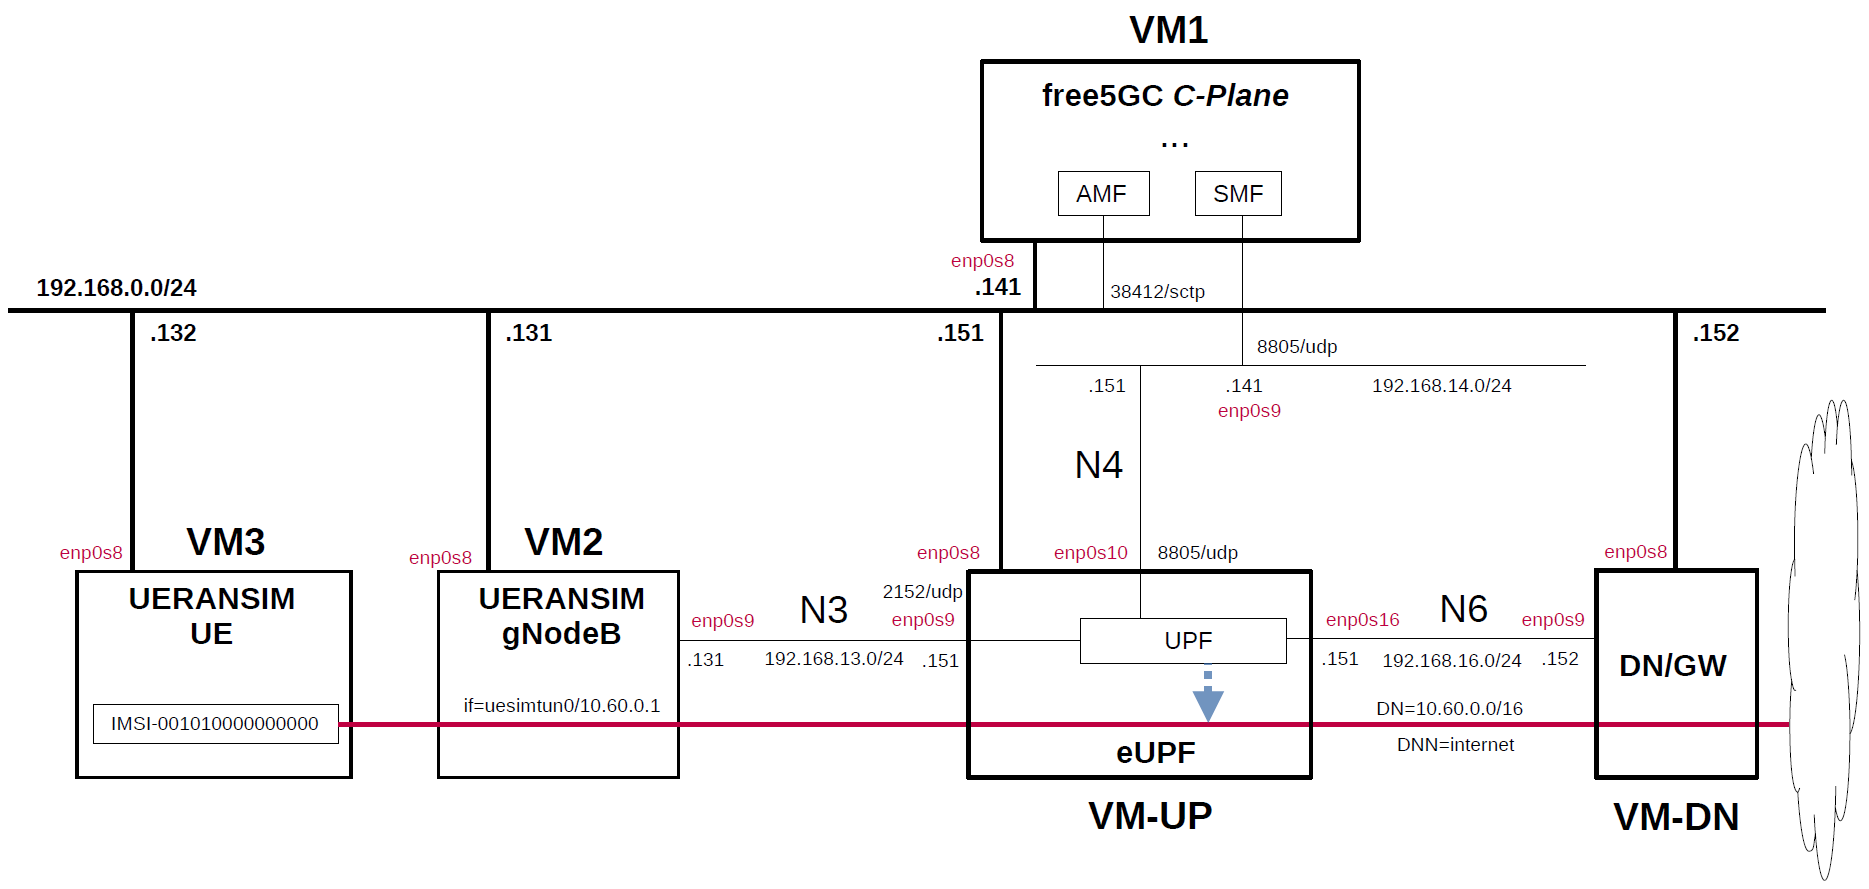 VM1
free5GC C-Plane
...
AMF
SMF
enp0s8
192.168.0.0/24
.141
38412/sctp
.132
.131
.151
8805/udp
.152
.151
.141
192.168.14.0/24
enp0s9
N4
VM3
VM2
enp0s8
enp0s8
enp0s8
enp0s10
8805/udp
enp0s8
UERANSIM
UE
UERANSIM
gNodeB
2152/udp
enp0s9
N3
enp0s9
enp0s16
N6
enp0s9
UPF
.131
192.168.13.0/24
.151
.151
192.168.16.0/24
.152
DN/GW
if=uesimtun0/10.60.0.1
DN=10.60.0.0/16
IMSI-001010000000000
DNN=internet
eUPF
VM-UP
VM-DN